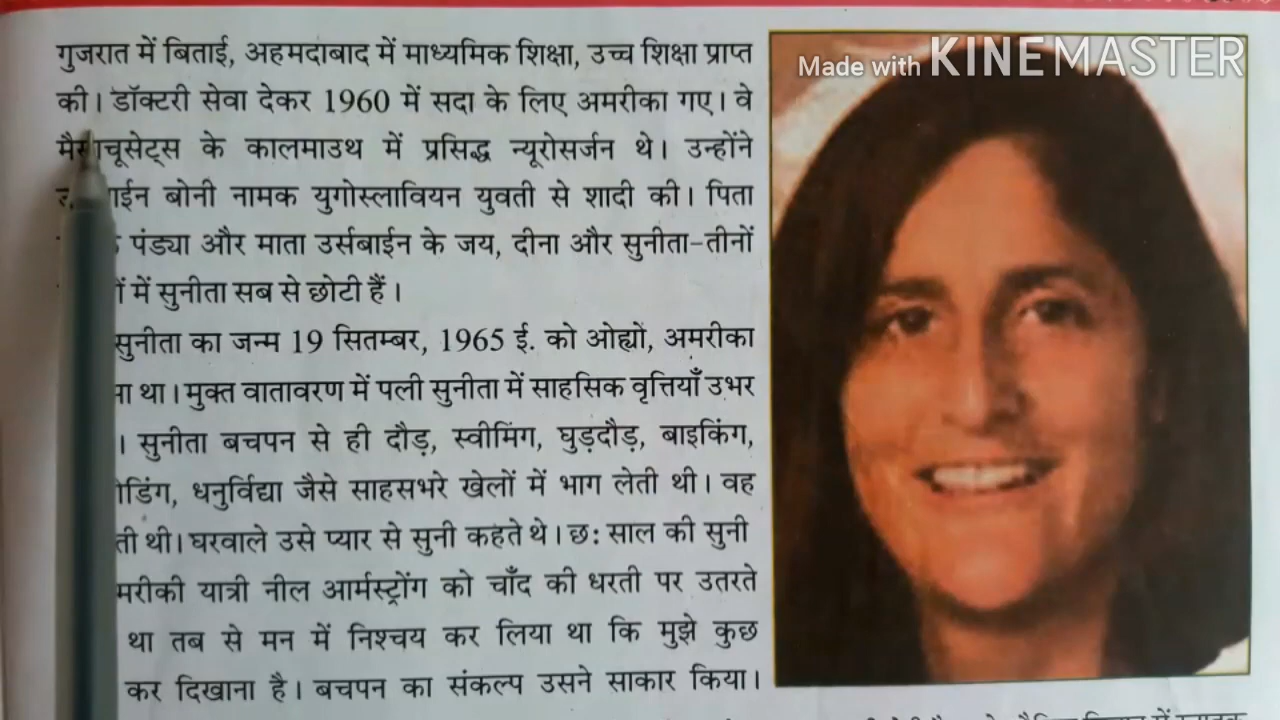 Made with KINEMASTER
गुजरात में बिताई, अहमदाबाद में माध्यमिक शिक्षा, उच्च शिक्षा प्राप्त
की। डॉक्टरी सेवा देकर 1960 में सदा के लिए अमरीका गए। वे
मैसाचूसेट्स के कालमाउथ में प्रसिद्ध न्यूरोसर्जन थे। उन्होंने
बोनी नामक युगोस्लावियन युवती से शादी की। पिता
पंड्या और माता उर्सबाईन के जय, दीना और सुनीता-तीनों
में सुनीता सब से छोटी हैं।
सुनीता का जन्म 19 सितम्बर, 1965 ई. को ओह्यों, अमरीका
था। मुक्त वातावरण में पली सुनीता में साहसिक वृत्तियाँ उभर
। सुनीता बचपन से ही दौड़, स्वीमिंग, घुड़दौड़, बाइकिंग,
धनुर्विद्या जैसे साहसभरे खेलों में भाग लेती थी। वह
थी। घरवाले उसे प्यार से सुनी कहते थे। छः साल की सुनी
यात्री नील आर्मस्ट्रोंग को चाँद की धरती पर उतरते
था तब से मन में निश्चय कर लिया था कि मुझे कुछ
कर दिखाना है। बचपन का संकल्प उसने साकार किया।